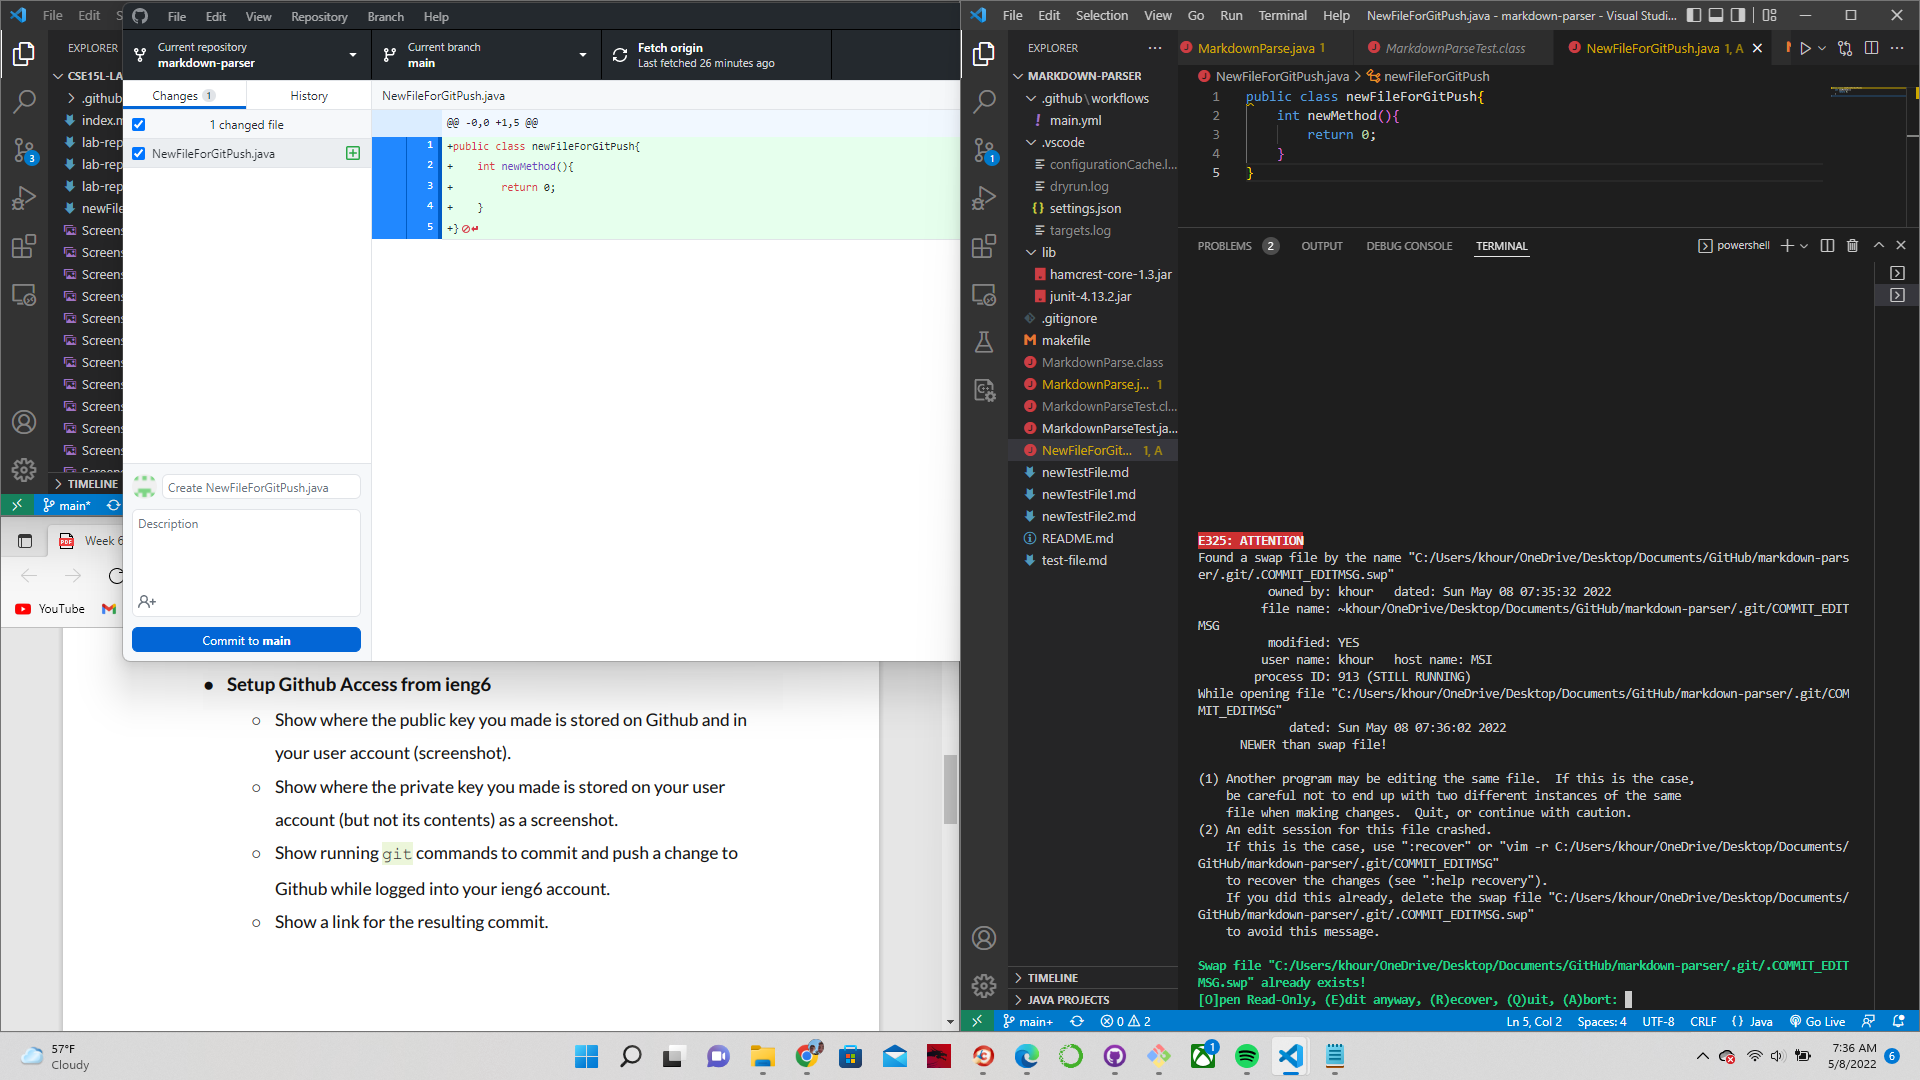 File Edit S
EXPLORER
CSE15L-LA
.github
index.m
lab-rep
lab-rep
lab-rep
newFile
Screens
Screens
Screens
Screens
Screens
Screens
Screens
Screens
Screens
Screens
Screens
TIMELINE
main*
3
File Edit View Repository Branch Help
Current repository
markdown-parser
Current branch
main
Fetch origin
Last fetched 26 minutes ago
Changes 1 History
NewFileForGitPush.java
1 changed file
NewFileForGitPush.java
@@ -0,0 +1,5 @@
1 +public class newFileForGitPush{
2 + int newMethod(){
3 + return 0;
4 + }
5 +}
Create NewFileForGitPush.java
Description
Commit to main
Week 6
YouTube
Setup Github Access from ieng6
Show where the public key you made is stored on Github and in
your user account (screenshot).
Show where the private key you made is stored on your user
account (but not its contents) as a screenshot.
Show running git commands to commit and push a change to
Github while logged into your ieng6 account.
Show a link for the resulting commit.
File Edit Selection View Go Run Terminal Help NewFileForGitPush.java - markdown-parser - Visual Studi...
EXPLORER
MARKDOWN-PARSER
.github\workflows
main.yml
.vscode
configurationCache.l...
dryrun.log
settings.json
targets.log
lib
hamcrest-core-1.3.jar
junit-4.13.2.jar
.gitignore
makefile
MarkdownParse.class
MarkdownParse.j... 1
MarkdownParseTest.cl...
MarkdownParseTest.ja...
NewFileForGit... 1, A
newTestFile.md
newTestFile1.md
newTestFile2.md
README.md
test-file.md
TIMELINE
JAVA PROJECTS
1
MarkdownParse.java 1 MarkdownParseTest.class NewFileForGitPush.java 1, A
NewFileForGitPush.java > newFileForGitPush
1 public class newFileForGitPush{
2 int newMethod(){
3 return 0;
4 }
5 }
PROBLEMS 2 OUTPUT DEBUG CONSOLE TERMINAL powershell
E325: ATTENTION
Found a swap file by the name "C:/Users/khour/OneDrive/Desktop/Documents/GitHub/markdown-pars
er/.git/.COMMIT_EDITMSG.swp"
owned by: khour dated: Sun May 08 07:35:32 2022
file name: ~khour/OneDrive/Desktop/Documents/GitHub/markdown-parser/.git/COMMIT_EDIT
MSG
modified: YES
user name: khour host name: MSI
process ID: 913 (STILL RUNNING)
While opening file "C:/Users/khour/OneDrive/Desktop/Documents/GitHub/markdown-parser/.git/COM
MIT_EDITMSG"
dated: Sun May 08 07:36:02 2022
NEWER than swap file!
(1) Another program may be editing the same file. If this is the case,
be careful not to end up with two different instances of the same
file when making changes. Quit, or continue with caution.
(2) An edit session for this file crashed.
If this is the case, use ":recover" or "vim -r C:/Users/khour/OneDrive/Desktop/Documents/
GitHub/markdown-parser/.git/COMMIT_EDITMSG"
to recover the changes (see ":help recovery").
If you did this already, delete the swap file "C:/Users/khour/OneDrive/Desktop/Documents/
GitHub/markdown-parser/.git/.COMMIT_EDITMSG.swp"
to avoid this message.
Swap file "C:/Users/khour/OneDrive/Desktop/Documents/GitHub/markdown-parser/.git/.COMMIT_EDIT
MSG.swp" already exists!
[O]pen Read-Only, (E)dit anyway, (R)ecover, (Q)uit, (A)bort:
main+ 0 2 Ln 5, Col 2 Spaces: 4 UTF-8 CRLF { } Java Go Live
57°F
Cloudy
1
7:36 AM
5/8/2022
6